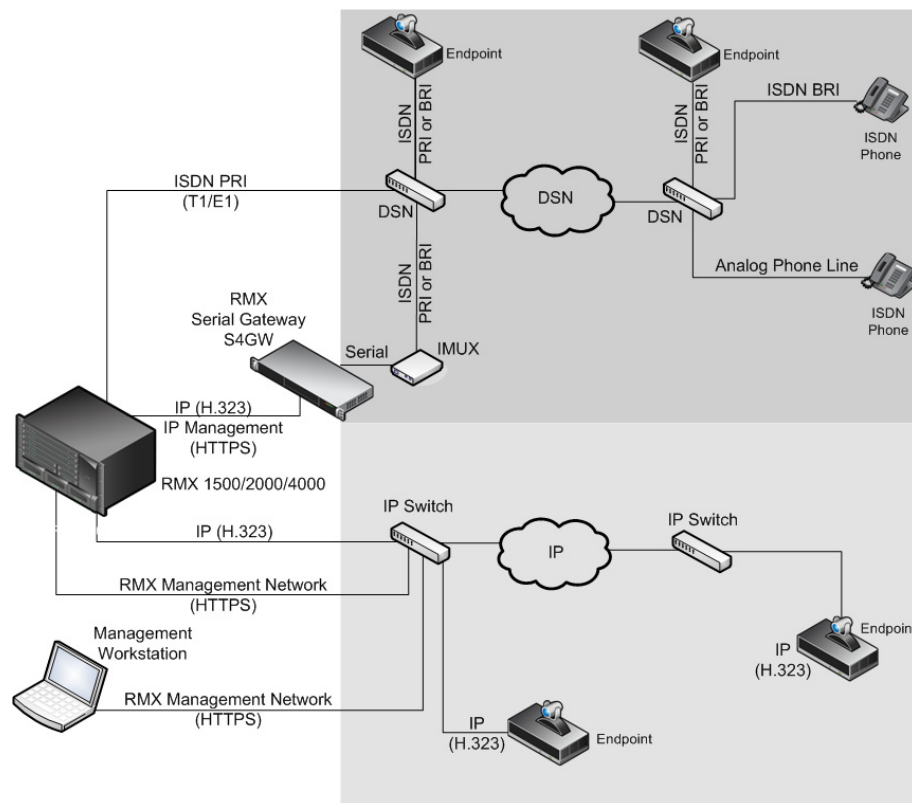 Endpoint
Endpoint
ISDN
PRI or BRI
ISDN
PRI or BRI
ISDN BRI
ISDN
Phone
ISDN PRI
(T1/E1)
DSN
DSN
DSN
ISDN
PRI or BRI
Analog Phone Line
ISDN
Phone
RMX
Serial Gateway
S4GW
Serial
IMUX
IP (H.323)
IP Management
(HTTPS)
RMX 1500/2000/4000
IP Switch
IP (H.323)
IP
IP Switch
RMX Management Network
(HTTPS)
Management
Workstation
Endpoint
IP
(H.323)
RMX Management Network
(HTTPS)
IP
(H.323)
Endpoint